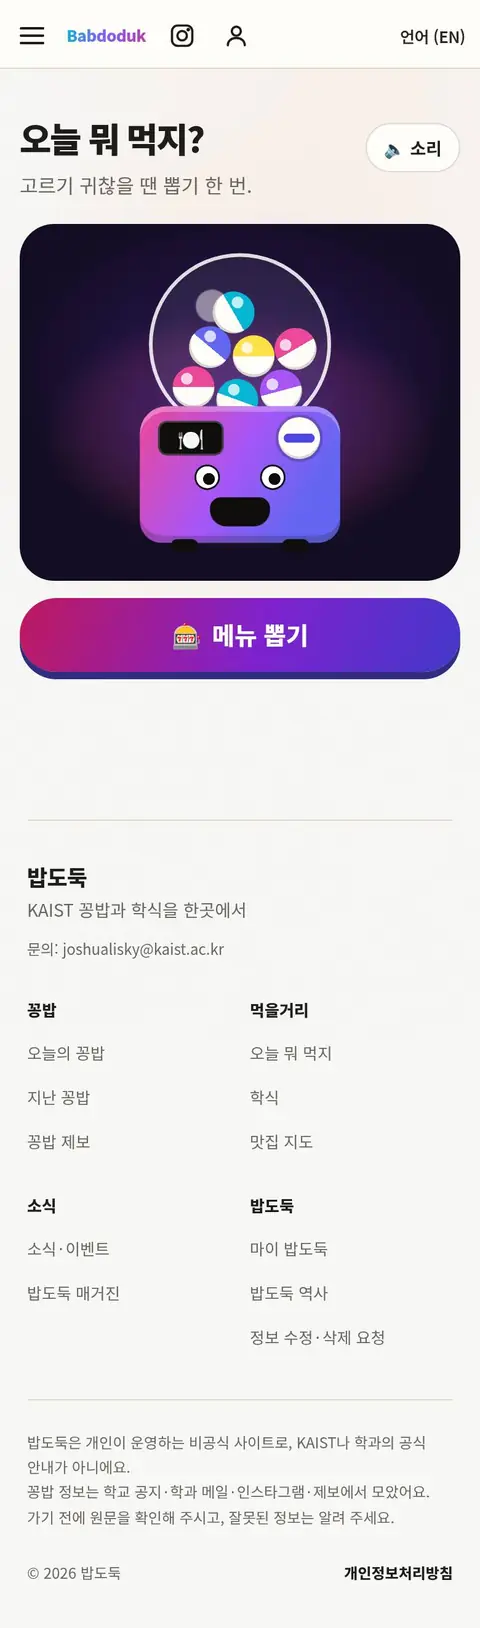 Babdoduk
언어 (EN)
오늘 뭐 먹지?
소리
고르기 귀찮을 땐 뽑기 한 번.
메뉴 뽑기
밥도둑
KAIST 꽁밥과 학식을 한곳에서
문의: joshualisky@kaist.ac.kr
꽁밥
오늘의 꽁밥
지난 꽁밥
꽁밥 제보
먹을거리
오늘 뭐 먹지
학식
맛집 지도
소식
소식·이벤트
밥도둑 매거진
밥도둑
마이 밥도둑
밥도둑 역사
정보 수정·삭제 요청
밥도둑은 개인이 운영하는 비공식 사이트로, KAIST나 학과의 공식
안내가 아니에요.
꽁밥 정보는 학교 공지·학과 메일·인스타그램·제보에서 모았어요.
가기 전에 원문을 확인해 주시고, 잘못된 정보는 알려 주세요.
© 2026 밥도둑
개인정보처리방침